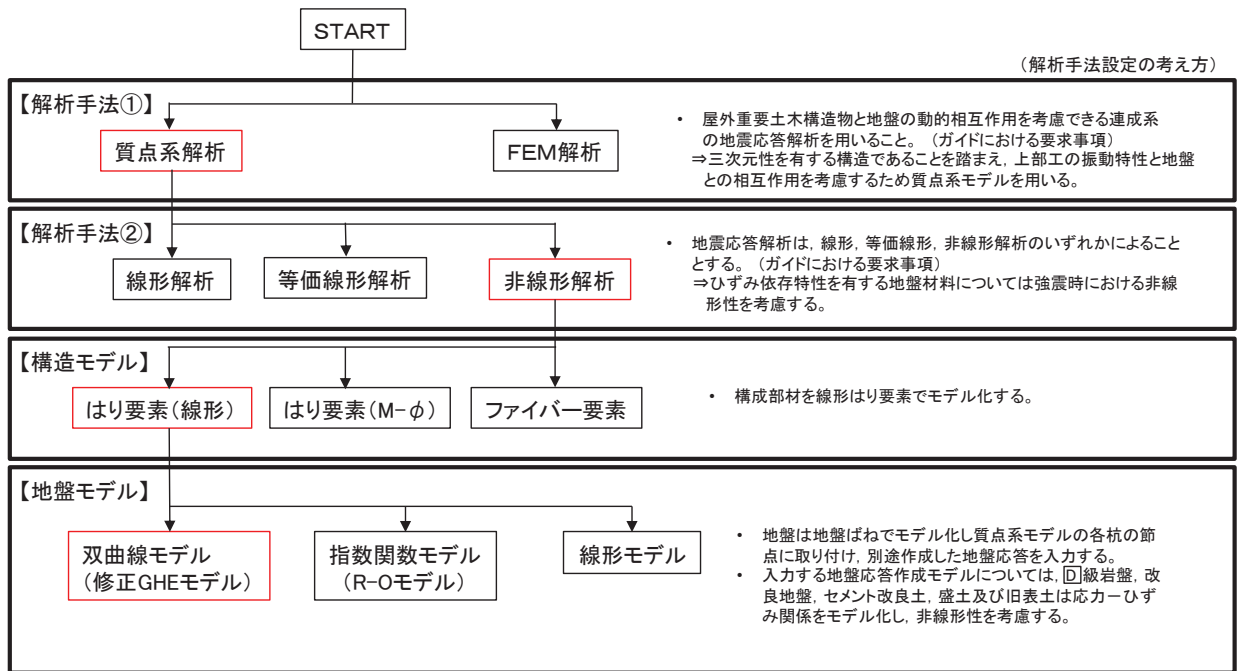 START
（解析手法設定の考え方）
【解析手法①】
質点系解析
FEM解析
・ 屋外重要土木構造物と地盤の動的相互作用を考慮できる連成系
の地震応答解析を用いること。（ガイドにおける要求事項）
⇒三次元性を有する構造であることを踏まえ，上部工の振動特性と地盤
との相互作用を考慮するため質点系モデルを用いる。
【解析手法②】
線形解析
等価線形解析
非線形解析
・ 地震応答解析は，線形，等価線形，非線形解析のいずれかによること
とする。（ガイドにおける要求事項）
⇒ひずみ依存特性を有する地盤材料については強震時における非線
形性を考慮する。
【構造モデル】
はり要素（線形）
はり要素（M-φ）
ファイバー要素
・ 構成部材を線形はり要素でモデル化する。
【地盤モデル】
双曲線モデル
（修正GHEモデル）
指数関数モデル
（R-Oモデル）
線形モデル
・ 地盤は地盤ばねでモデル化し質点系モデルの各杭の節
点に取り付け，別途作成した地盤応答を入力する。
・ 入力する地盤応答作成モデルについては，D級岩盤，改
良地盤，セメント改良土，盛土及び旧表土は応力－ひず
み関係をモデル化し，非線形性を考慮する。